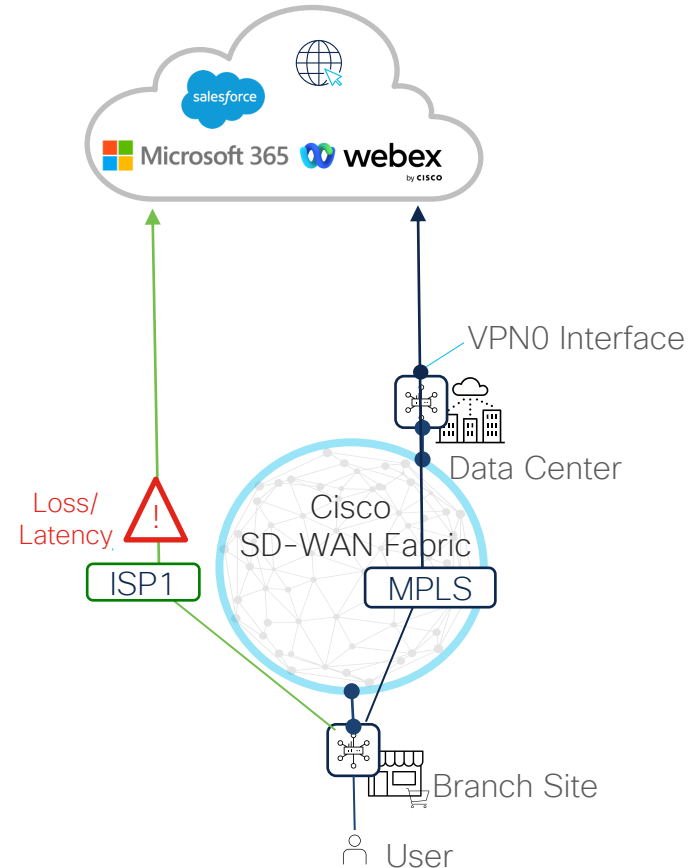 salesforce
Microsoft 365
webex
by CISCO
VPN0 Interface
Data Center
Loss/
Latency
!
Cisco
SD-WAN Fabric
ISP1
MPLS
Branch Site
User